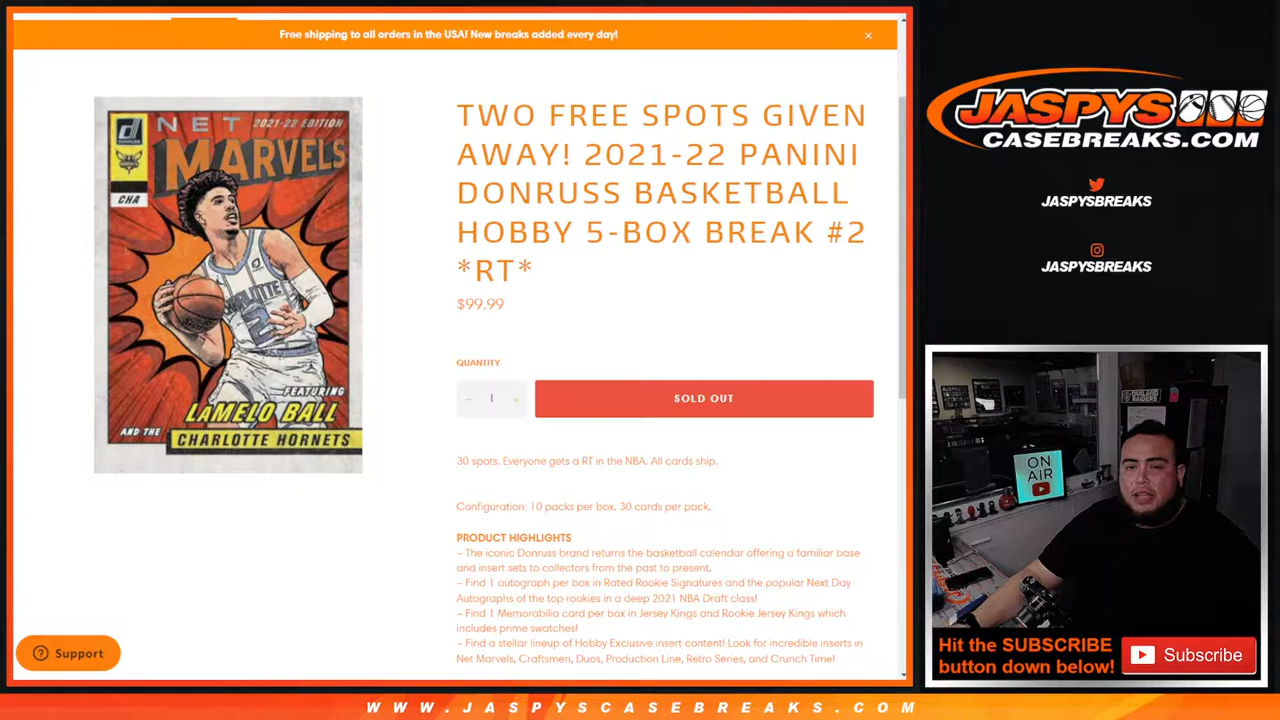 Free shipping to all orders in the USA! New breaks added every day!
×
DONRUSS
NET
2021-22 EDITION
MARVELS
CHA
CHARLOTTE
2
FEATURING
LAMELO BALL
AND THE
CHARLOTTE HORNETS
TWO FREE SPOTS GIVEN
AWAY! 2021-22 PANINI
DONRUSS BASKETBALL
HOBBY 5-BOX BREAK #2
*RT*
$99.99
QUANTITY
− 1 +
SOLD OUT
30 spots. Everyone gets a RT in the NBA. All cards ship.
Configuration: 10 packs per box, 30 cards per pack.
PRODUCT HIGHLIGHTS
– The iconic Donruss brand returns the basketball calendar offering a familiar base
and insert sets to collectors from the past to present.
– Find 1 autograph per box in Rated Rookie Signatures and the popular Next Day
Autographs of the top rookies in a deep 2021 NBA Draft class!
– Find 1 Memorabilia card per box in Jersey Kings and Rookie Jersey Kings which
includes prime swatches!
– Find a stellar lineup of Hobby Exclusive insert content! Look for incredible inserts in
Net Marvels, Craftsmen, Duos, Production Line, Retro Series, and Crunch Time!
Support
JASPYS
CASEBREAKS.COM
JASPYSBREAKS
JASPYSBREAKS
OAKLAND
RAIDERS
ON
AIR
Hit the SUBSCRIBE
button down below!
Subscribe
WWW.JASPYSCASEBREAKS.COM